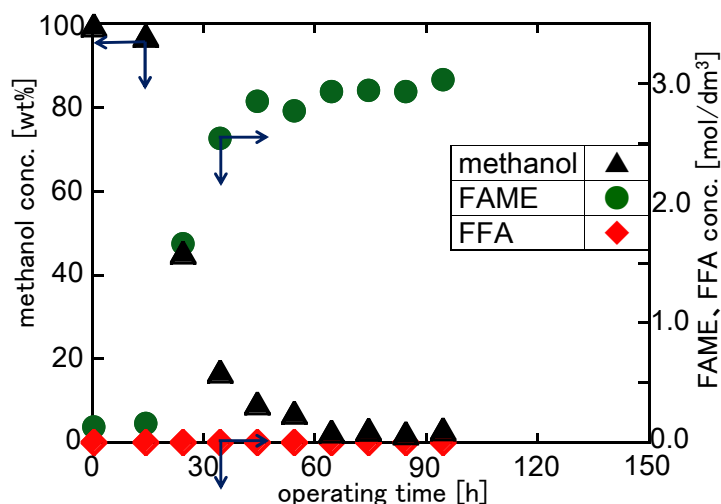 100
80
60
40
20
0
methanol conc. [wt%]
3.0
2.0
1.0
0.0
FAME、FFA conc. [mol/dm³]
methanol
FAME
FFA
0
30
60
90
120
150
operating time [h]